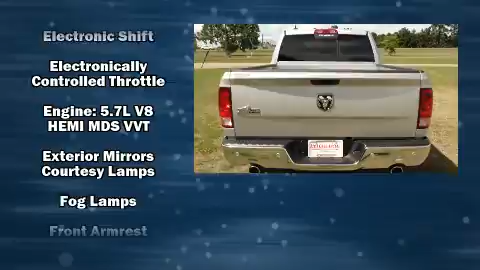 Electronic Shift
Electronically
Controlled Throttle
Engine: 5.7L V8
HEMI MDS VVT
Exterior Mirrors
Courtesy Lamps
Fog Lamps
Front Armrest